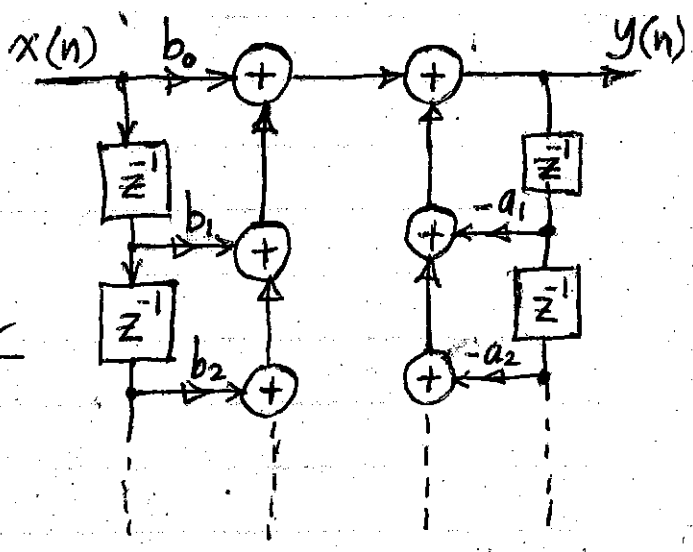 x(n) b₀ + + y(n)
z⁻¹ z⁻¹
b₁ + + -a₁
z⁻¹ z⁻¹
b₂ + + -a₂